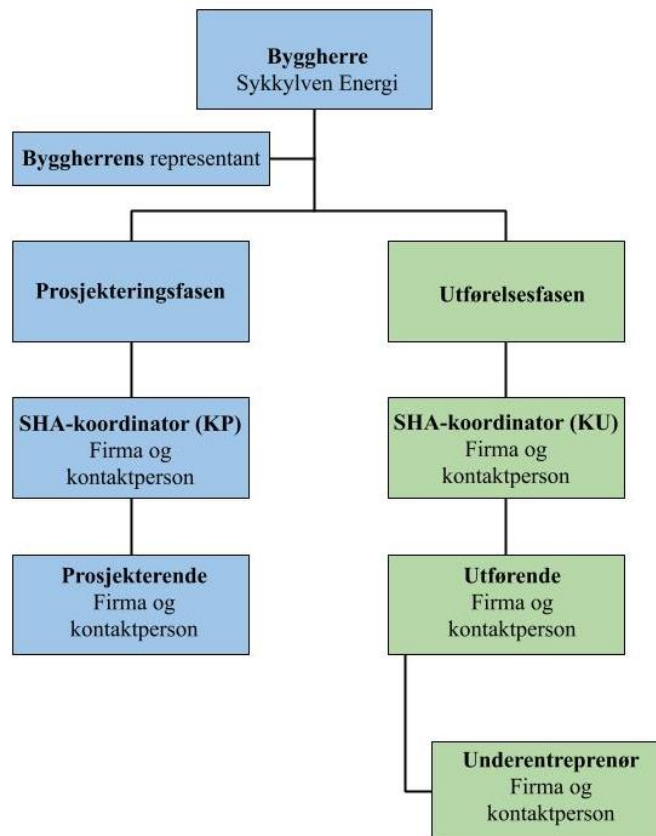 Byggherre
Sykkylven Energi
Byggherrens representant
Prosjekteringsfasen
Utførelsesfasen
SHA-koordinator (KP)
Firma og
kontaktperson
SHA-koordinator (KU)
Firma og
kontaktperson
Prosjekterende
Firma og
kontaktperson
Utførende
Firma og
kontaktperson
Underentreprenør
Firma og
kontaktperson